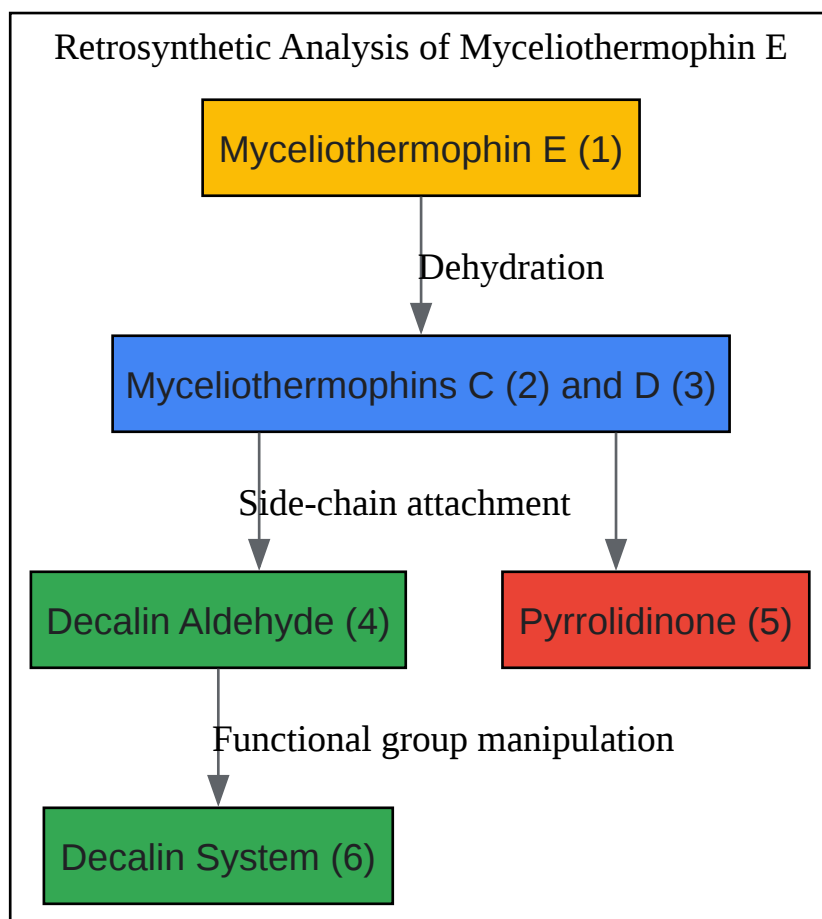 Retrosynthetic Analysis of Myceliothermophin E
Myceliothermophin E (1)
Dehydration
Myceliothermophins C (2) and D (3)
Side-chain attachment
Decalin Aldehyde (4)
Pyrrolidinone (5)
Functional group manipulation
Decalin System (6)